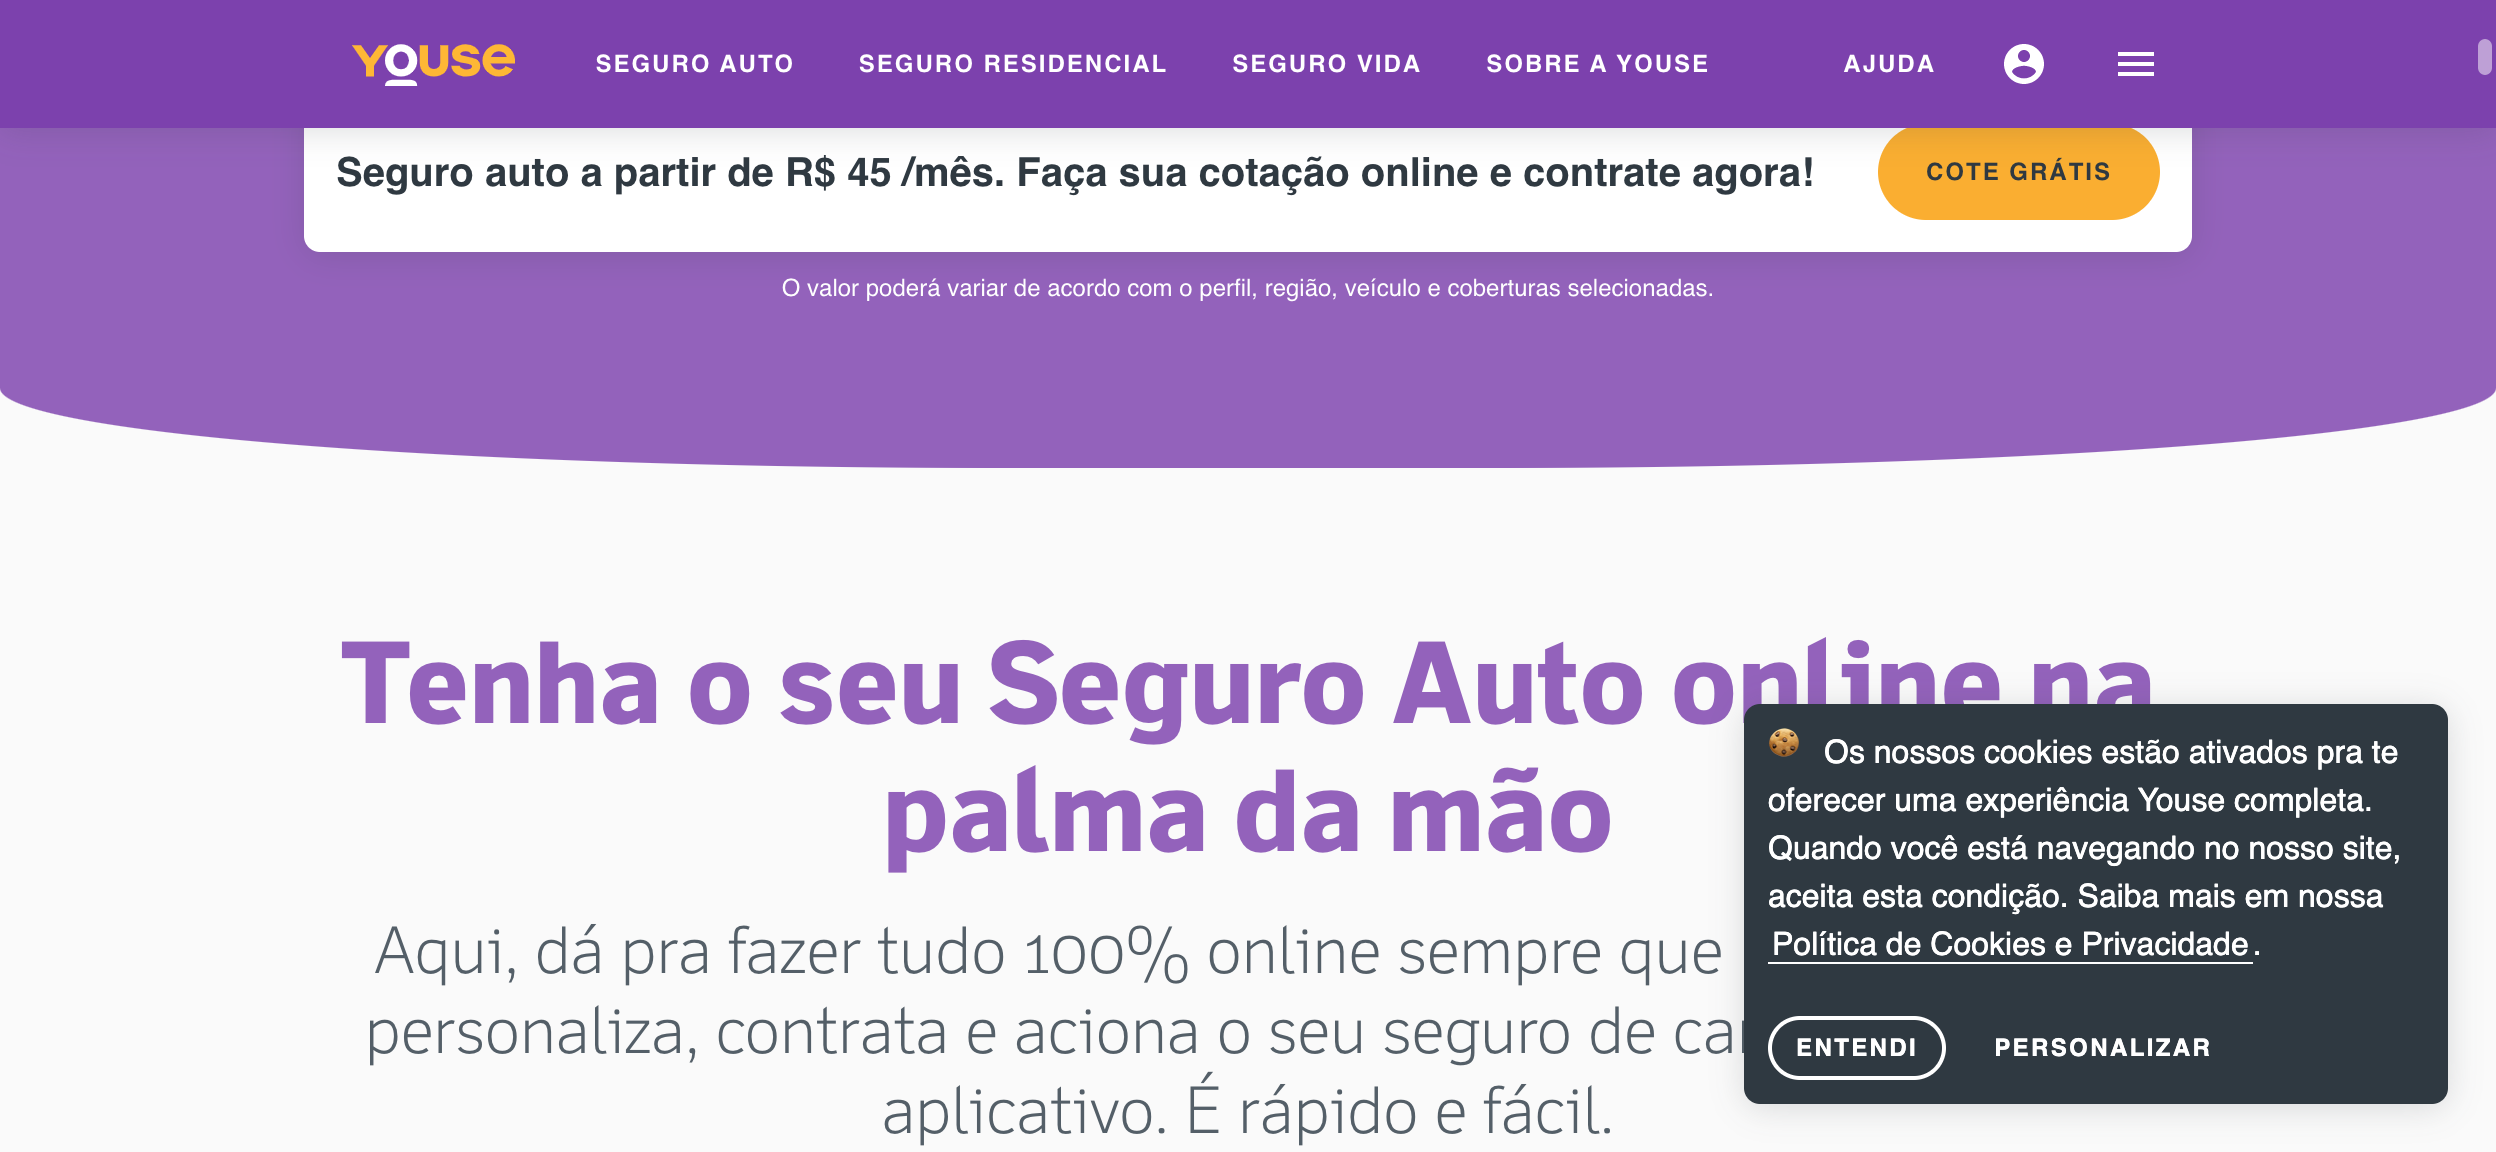 Youse
SEGURO AUTO
SEGURO RESIDENCIAL
SEGURO VIDA
SOBRE A YOUSE
AJUDA
Seguro auto a partir de R$ 45 /mês. Faça sua cotação online e contrate agora!
COTE GRÁTIS
O valor poderá variar de acordo com o perfil, região, veículo e coberturas selecionadas.
Tenha o seu Seguro Auto online na
palma da mão
Aqui, dá pra fazer tudo 100% online sempre que
personaliza, contrata e aciona o seu seguro de
aplicativo. É rápido e fácil.
Os nossos cookies estão ativados pra te
oferecer uma experiência Youse completa.
Quando você está navegando no nosso site,
aceita esta condição. Saiba mais em nossa
Política de Cookies e Privacidade.
ENTENDI
PERSONALIZAR